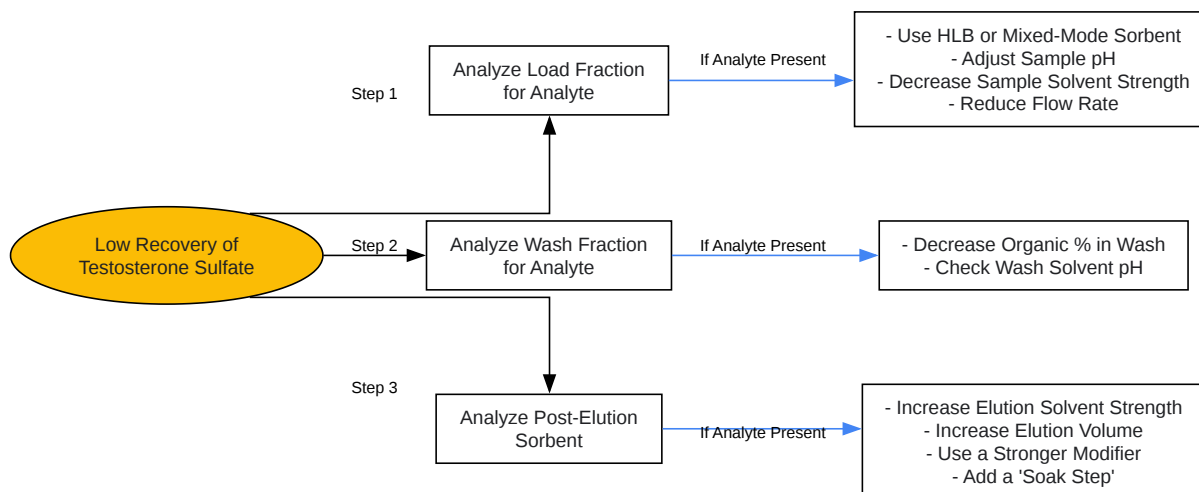 Step 1
Analyze Load Fraction
for Analyte
If Analyte Present
- Use HLB or Mixed-Mode Sorbent
- Adjust Sample pH
- Decrease Sample Solvent Strength
- Reduce Flow Rate
Low Recovery of
Testosterone Sulfate
Step 2
Analyze Wash Fraction
for Analyte
If Analyte Present
- Decrease Organic % in Wash
- Check Wash Solvent pH
Step 3
Analyze Post-Elution
Sorbent
If Analyte Present
- Increase Elution Solvent Strength
- Increase Elution Volume
- Use a Stronger Modifier
- Add a 'Soak Step'